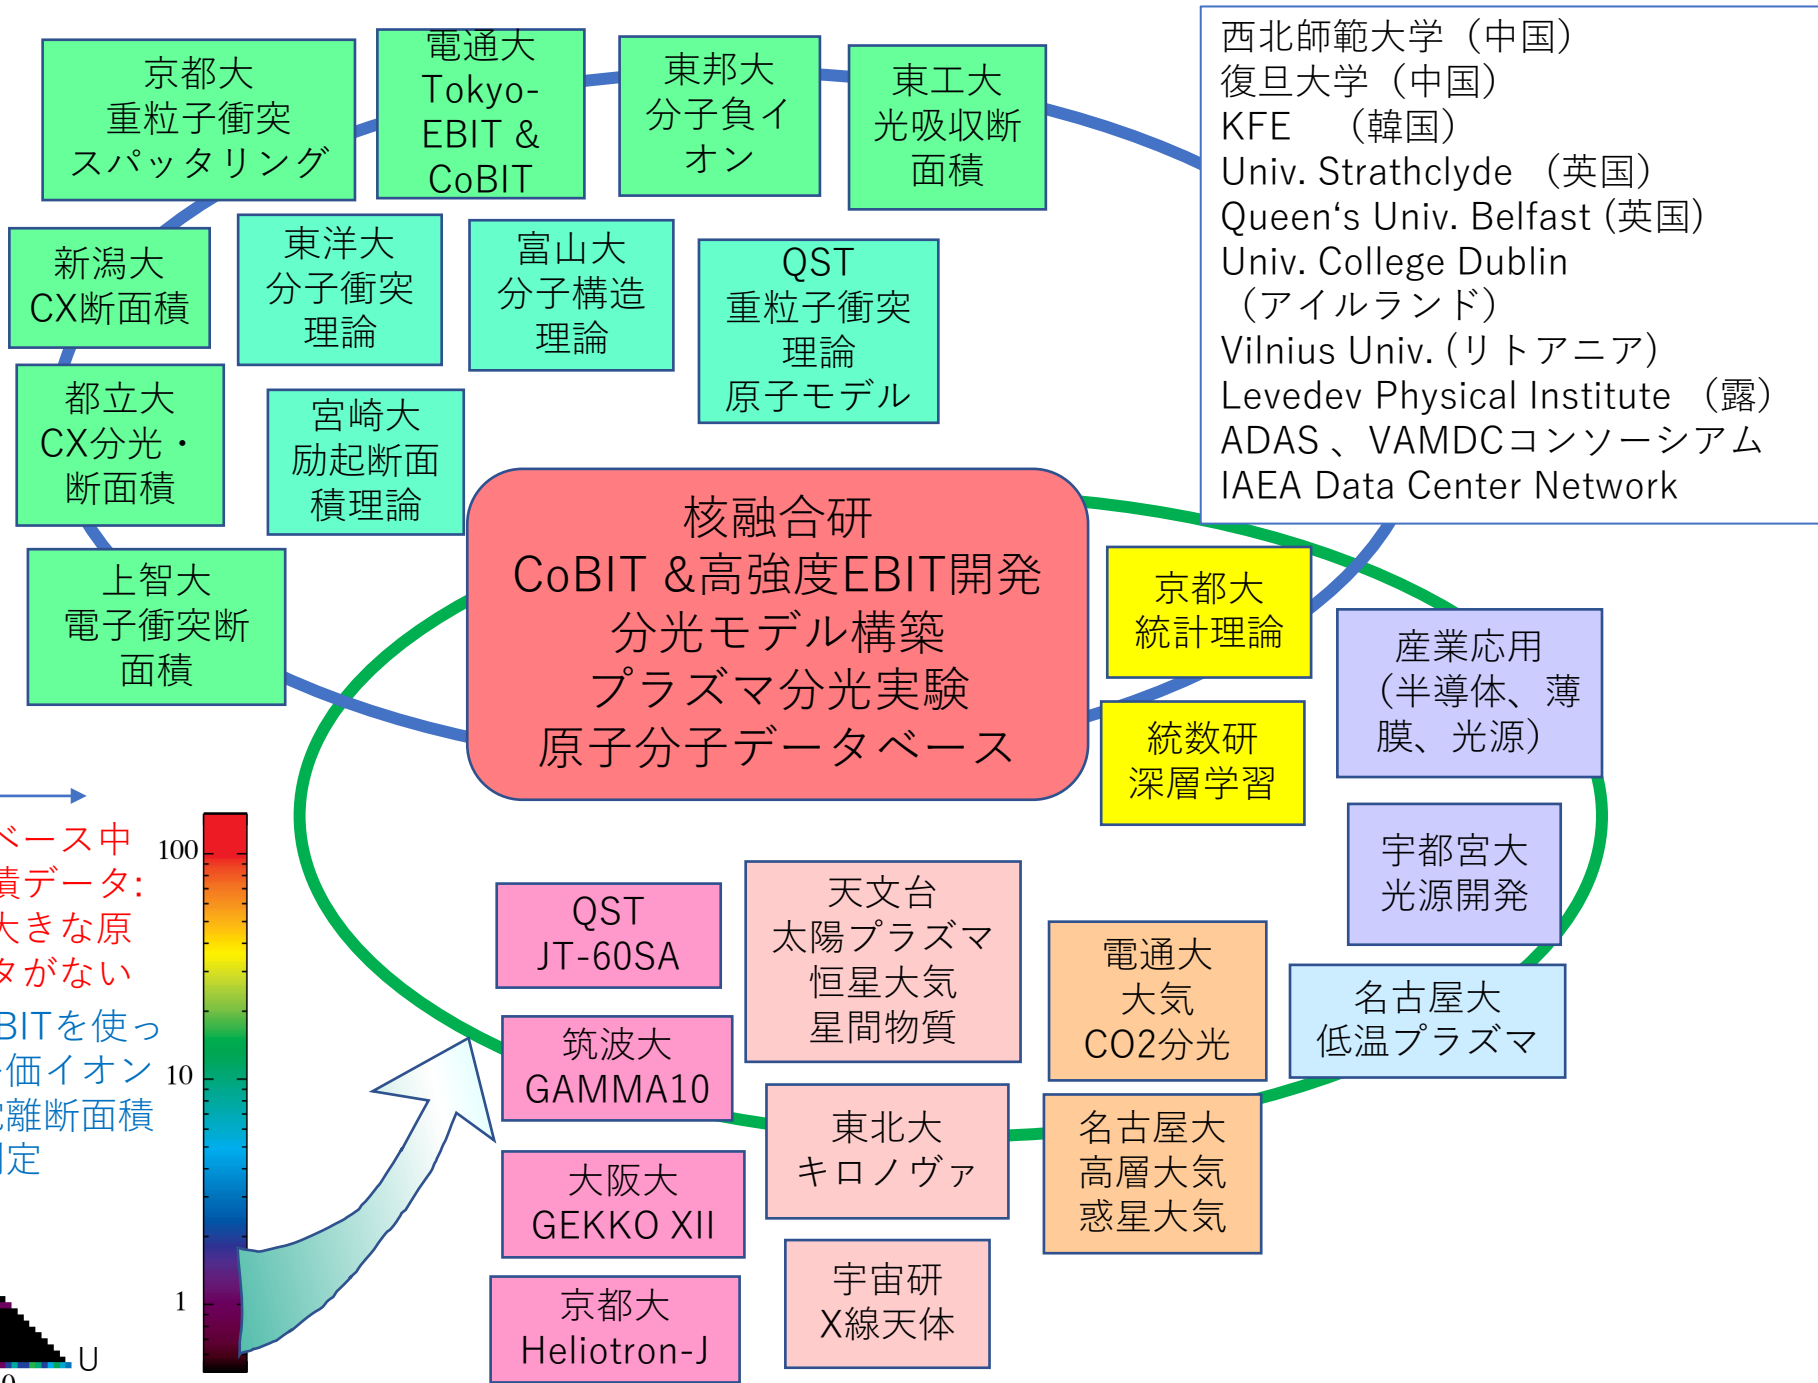 京都大
重粒子衝突
スパッタリング
電通大
Tokyo-
EBIT &
CoBIT
東邦大
分子負イ
オン
東工大
光吸収断
面積
西北師範大学（中国）
復旦大学（中国）
KFE　（韓国）
Univ. Strathclyde （英国）
Queen‘s Univ. Belfast (英国)
Univ. College Dublin
（アイルランド）
Vilnius Univ. (リトアニア)
Levedev Physical Institute （露）
ADAS 、VAMDCコンソーシアム
IAEA Data Center Network
新潟大
CX断面積
東洋大
分子衝突
理論
富山大
分子構造
理論
QST
重粒子衝突
理論
原子モデル
都立大
CX分光・
断面積
宮崎大
励起断面
積理論
上智大
電子衝突断
面積
核融合研
CoBIT &高強度EBIT開発
分光モデル構築
プラズマ分光実験
原子分子データベース
京都大
統計理論
統数研
深層学習
産業応用
（半導体、薄
膜、光源）
宇都宮大
光源開発
名古屋大
低温プラズマ
ベース中
積データ:
大きな原
タがない
BITを使っ
価イオン
電離断面積
測定
100
10
1
U
0
QST
JT-60SA
筑波大
GAMMA10
大阪大
GEKKO XII
京都大
Heliotron-J
天文台
太陽プラズマ
恒星大気
星間物質
東北大
キロノヴァ
宇宙研
X線天体
電通大
大気
CO2分光
名古屋大
高層大気
惑星大気